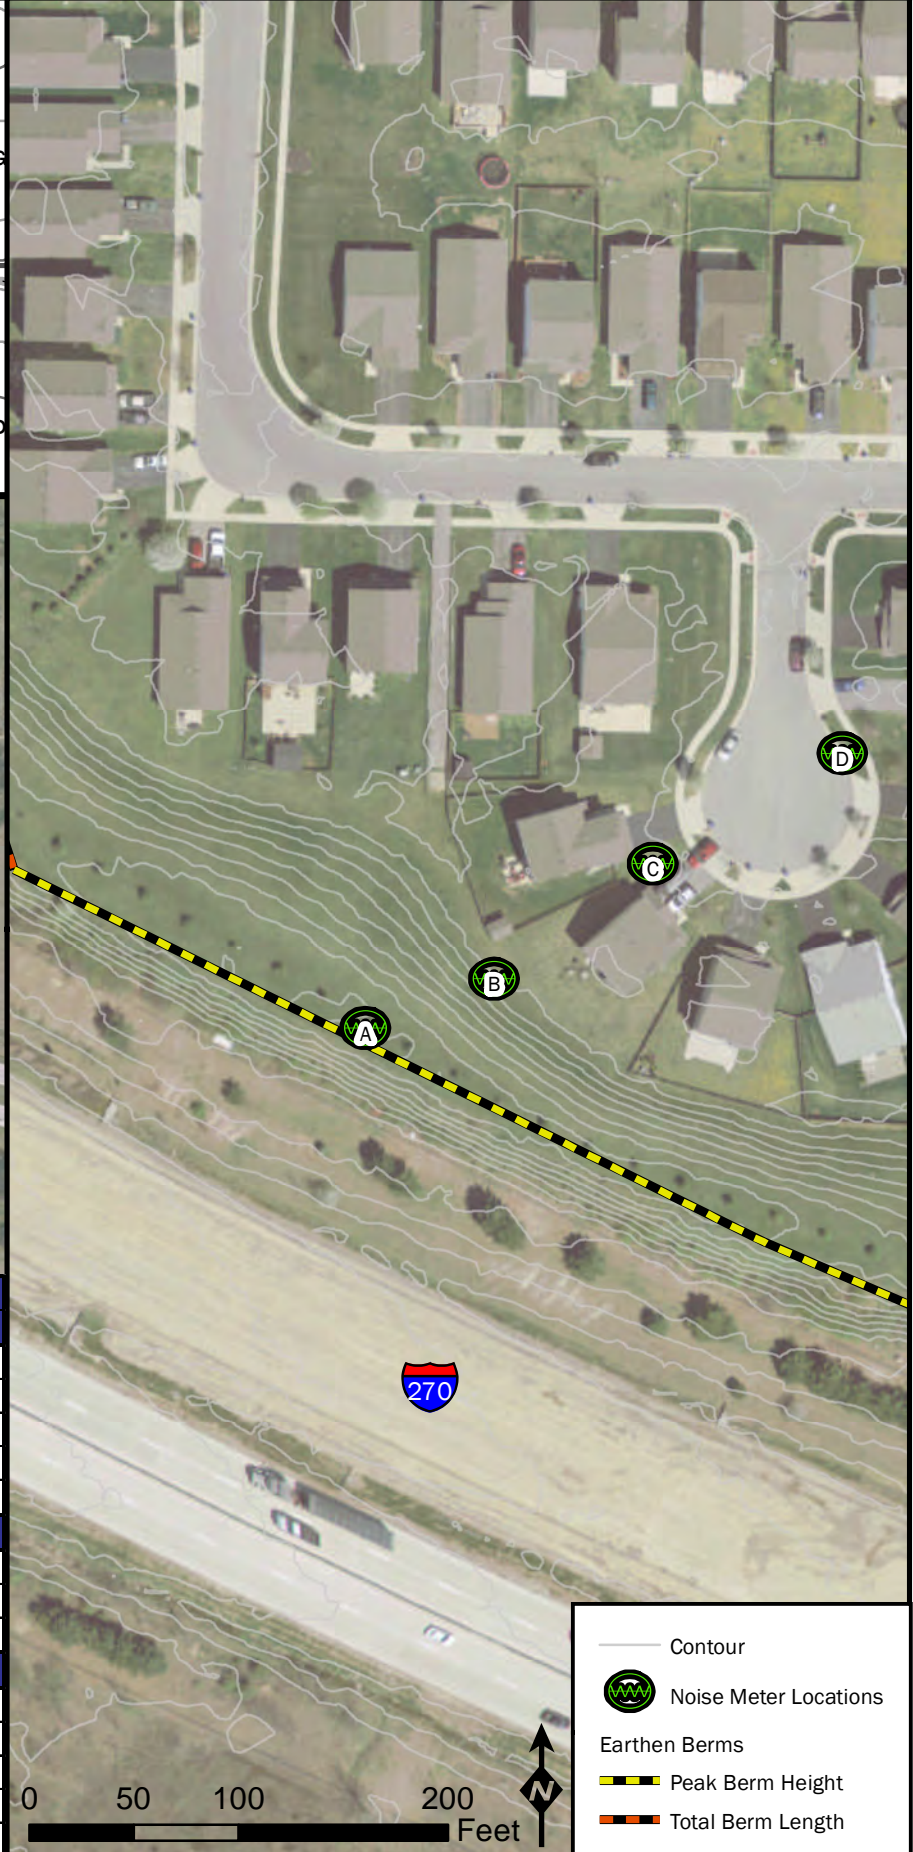 D
C
B
A
270
Contour
Noise Meter Locations
Earthen Berms
Peak Berm Height
Total Berm Length
0 50 100 200
Feet
N